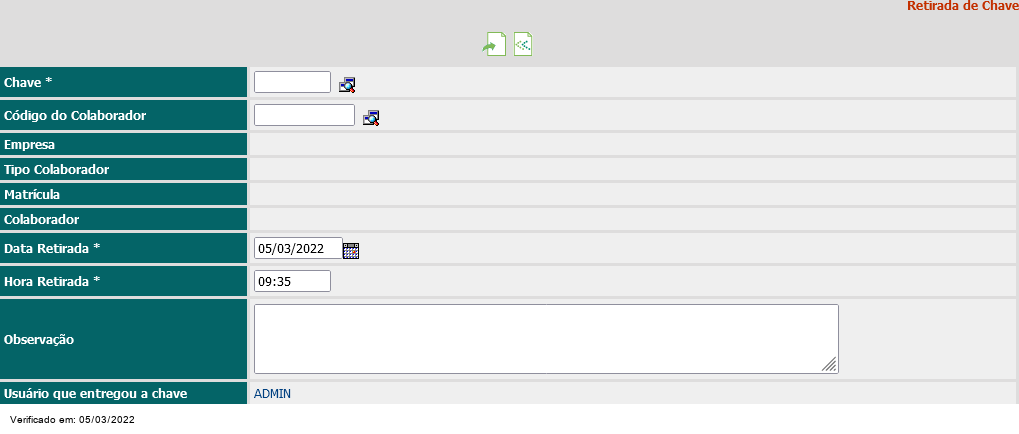 Retirada de Chave
Chave *
Código do Colaborador
Empresa
Tipo Colaborador
Matrícula
Colaborador
Data Retirada * 05/03/2022
Hora Retirada * 09:35
Observação
Usuário que entregou a chave ADMIN
Verificado em: 05/03/2022